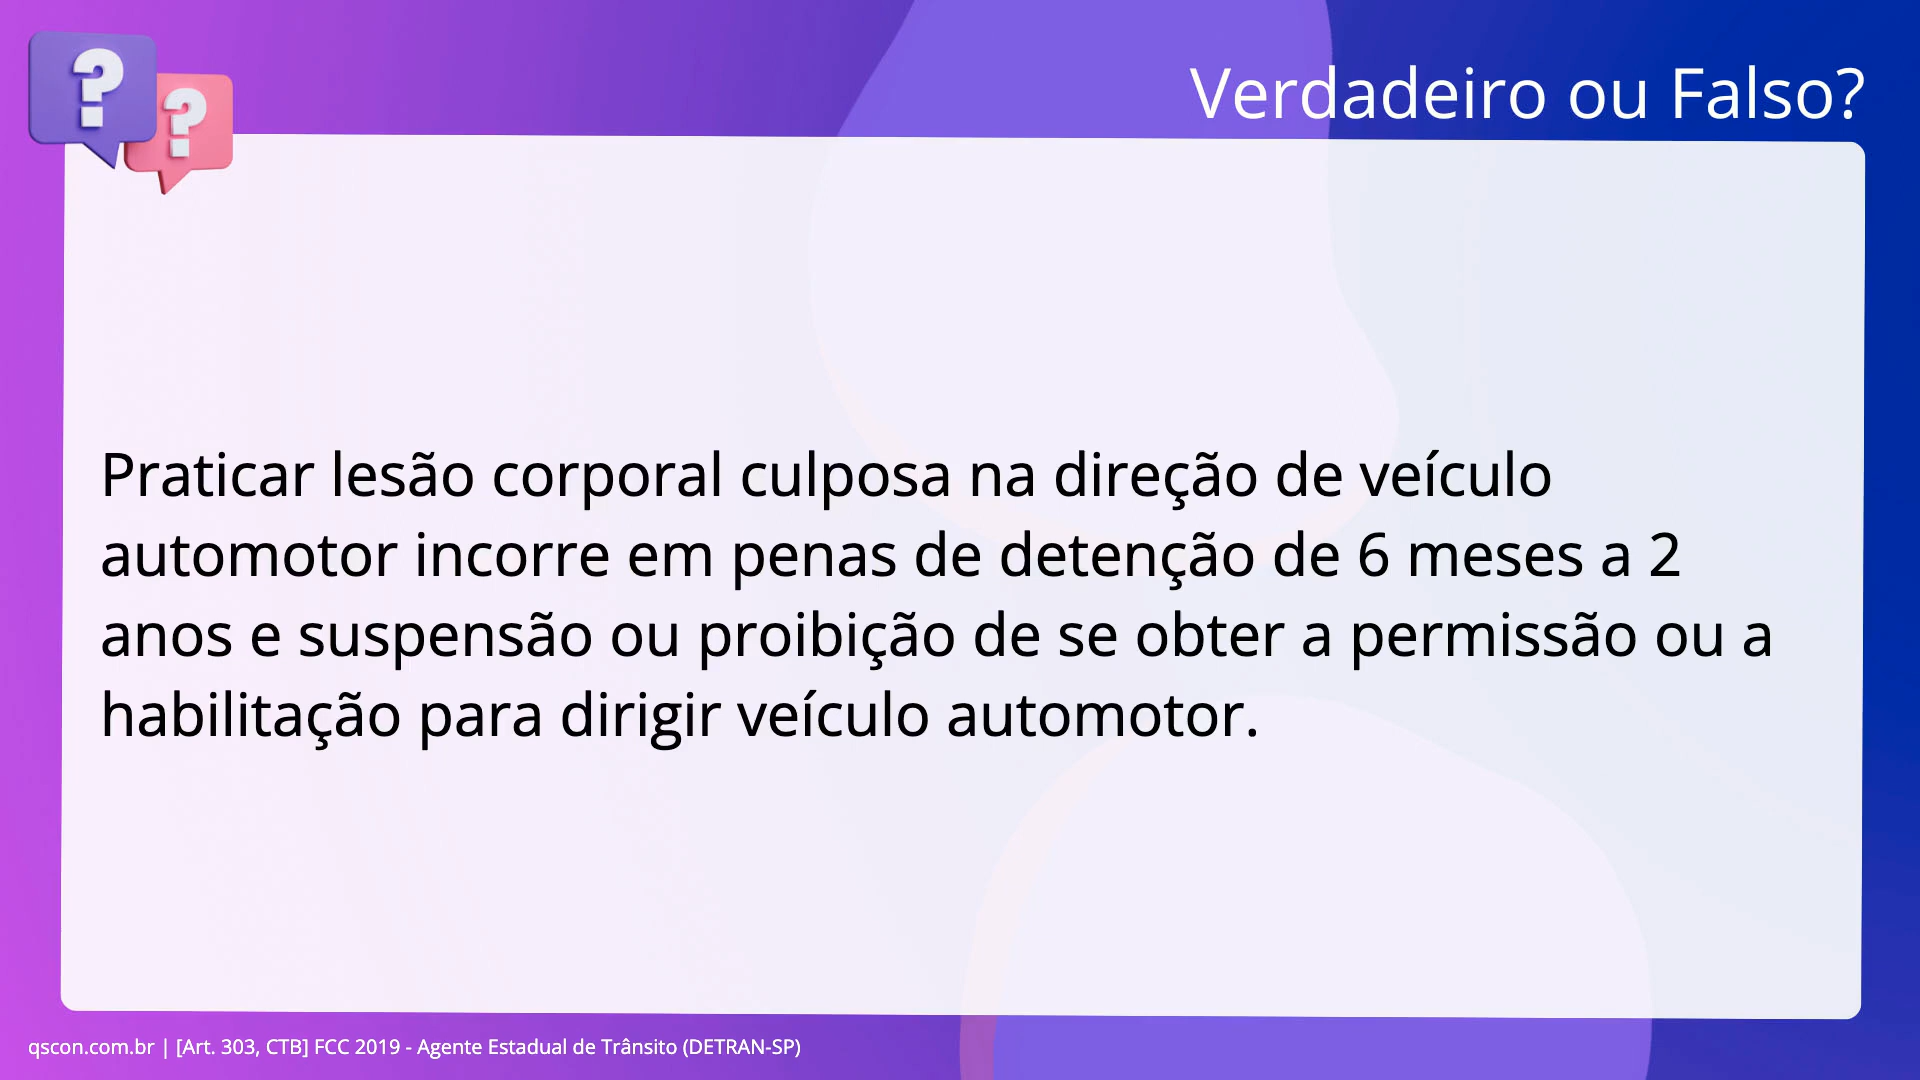 Verdadeiro ou Falso?
Praticar lesão corporal culposa na direção de veículo
automotor incorre em penas de detenção de 6 meses a 2
anos e suspensão ou proibição de se obter a permissão ou a
habilitação para dirigir veículo automotor.
qscon.com.br | [Art. 303, CTB] FCC 2019 - Agente Estadual de Trânsito (DETRAN-SP)